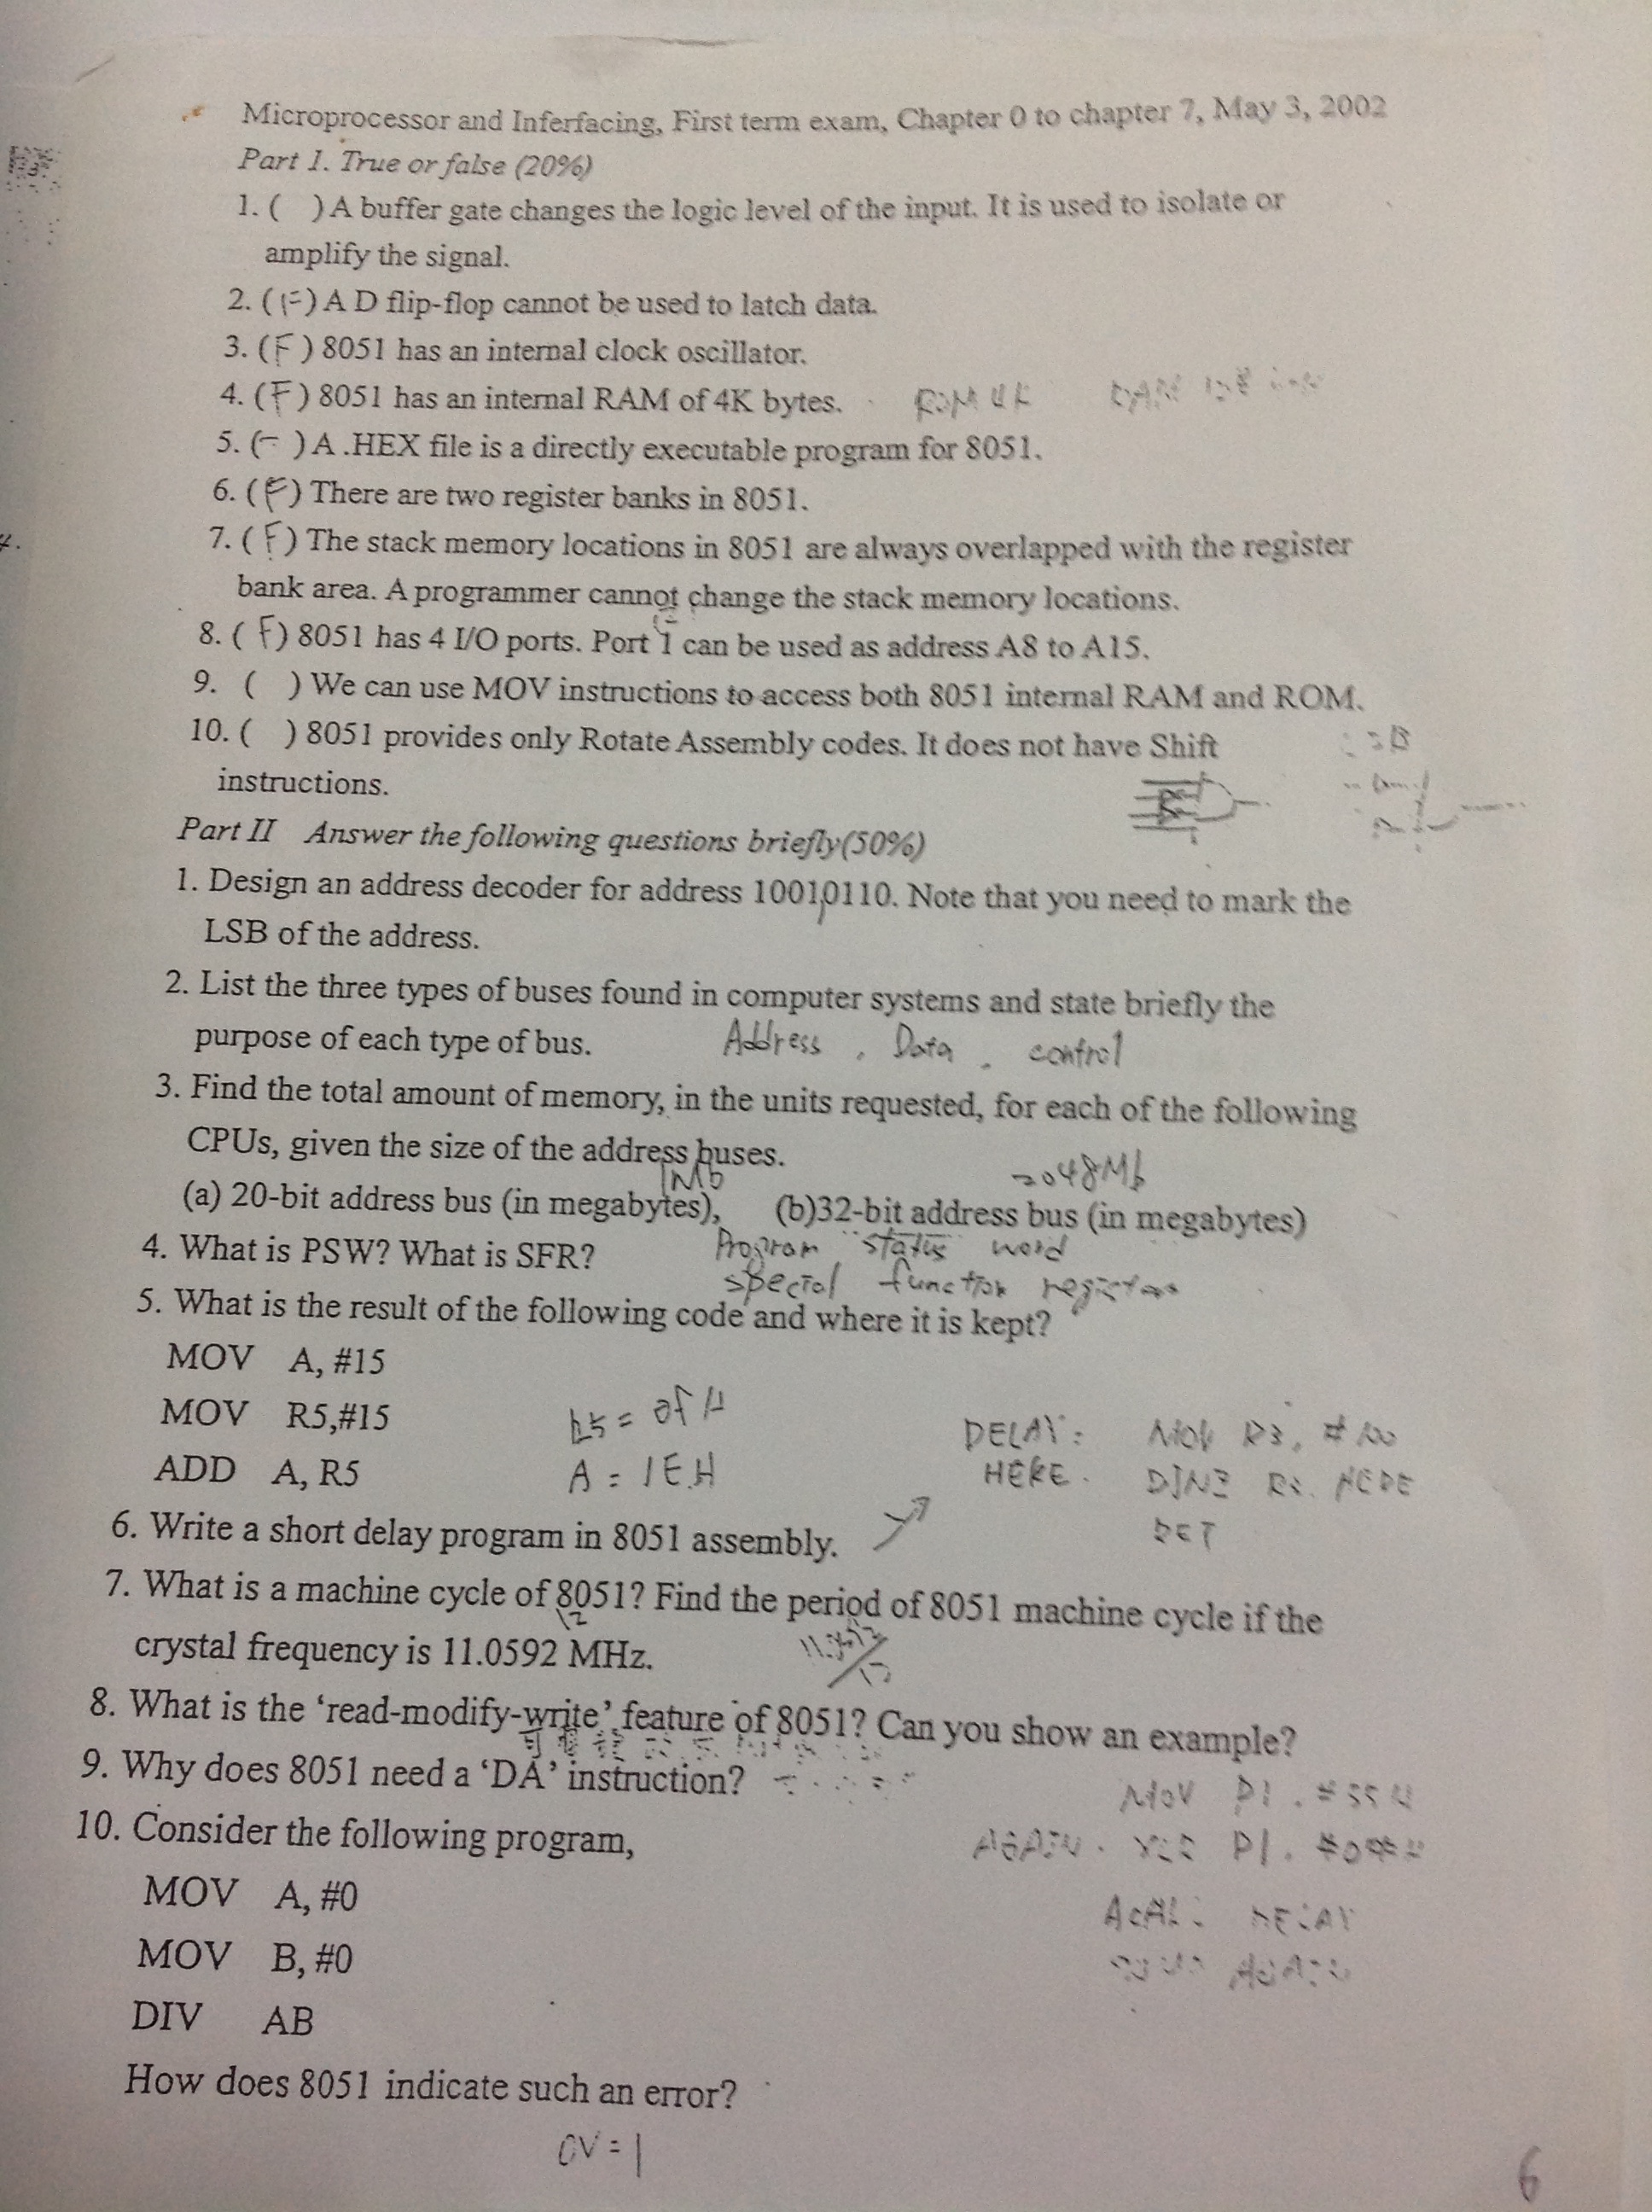 Microprocessor and Inferfacing, First term exam, Chapter 0 to chapter 7, May 3, 2002
Part 1. True or false (20%)
1. ( ) A buffer gate changes the logic level of the input. It is used to isolate or
amplify the signal.
2. (F) A D flip-flop cannot be used to latch data.
3. (F) 8051 has an internal clock oscillator.
4. (F) 8051 has an internal RAM of 4K bytes. ROM 4K RAM
5. ( ) A .HEX file is a directly executable program for 8051.
6. (F) There are two register banks in 8051.
7. (F) The stack memory locations in 8051 are always overlapped with the register
bank area. A programmer cannot change the stack memory locations.
8. (F) 8051 has 4 I/O ports. Port 1 can be used as address A8 to A15.
9. ( ) We can use MOV instructions to access both 8051 internal RAM and ROM.
10. ( ) 8051 provides only Rotate Assembly codes. It does not have Shift
instructions.
Part II Answer the following questions briefly(50%)
1. Design an address decoder for address 10010110. Note that you need to mark the
LSB of the address.
2. List the three types of buses found in computer systems and state briefly the
purpose of each type of bus. Address , Data , control
3. Find the total amount of memory, in the units requested, for each of the following
CPUs, given the size of the address buses.
1Mb 2048Mb
(a) 20-bit address bus (in megabytes), (b)32-bit address bus (in megabytes)
4. What is PSW? What is SFR? Program status word
special function register
5. What is the result of the following code and where it is kept?
MOV A, #15
MOV R5,#15 R5 = 0FH DELAY: MOV R3, #100
ADD A, R5 A = 1EH HERE: DJNZ R3, HERE
6. Write a short delay program in 8051 assembly. RET
7. What is a machine cycle of 8051? Find the period of 8051 machine cycle if the
12
crystal frequency is 11.0592 MHz.
8. What is the ‘read-modify-write’ feature of 8051? Can you show an example?
9. Why does 8051 need a ‘DA’ instruction?
MOV P1, #55H
10. Consider the following program,
AGAIN: P1,
MOV A, #0
ACALL DELAY
MOV B, #0
AGAIN
DIV AB
How does 8051 indicate such an error?
OV = 1
6